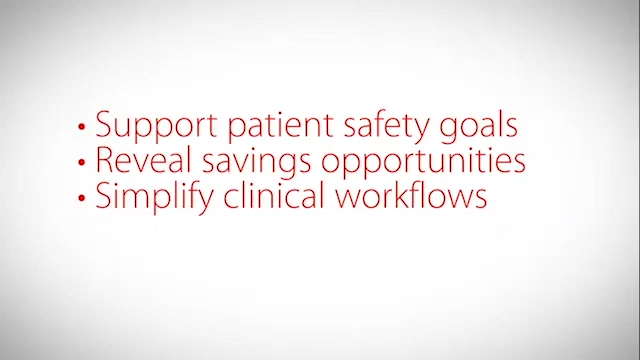 • Support patient safety goals
• Reveal savings opportunities
• Simplify clinical workflows